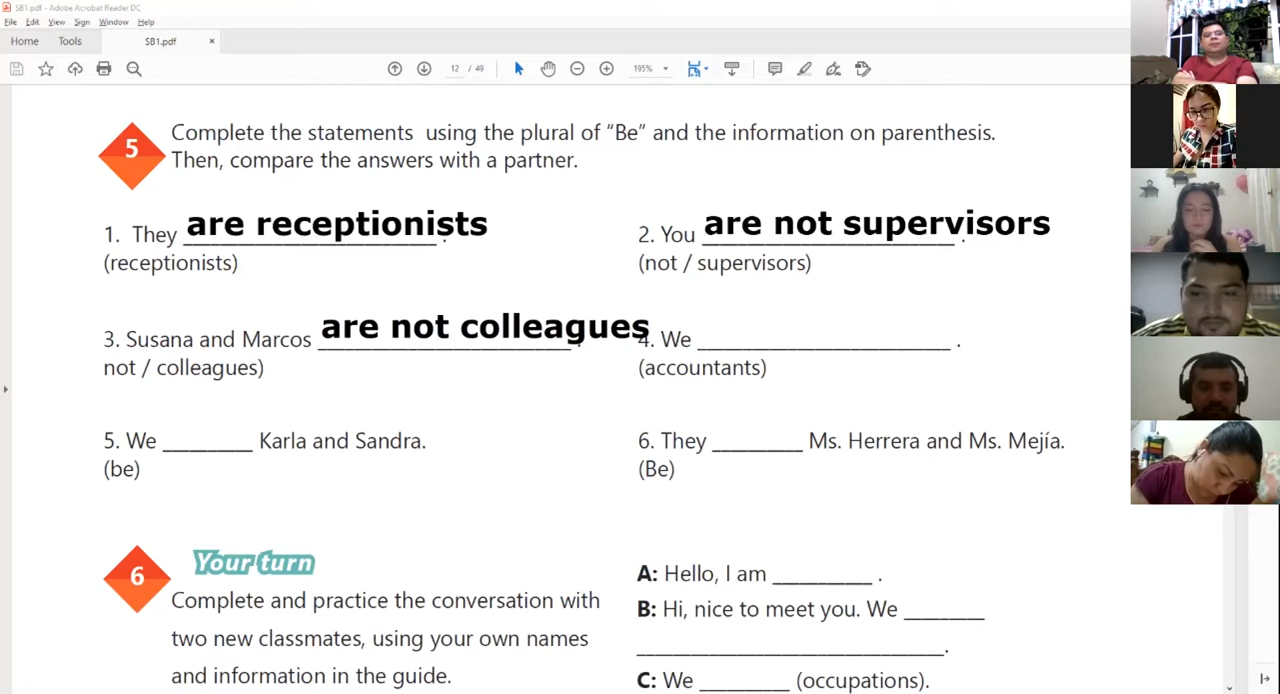 SB1.pdf - Adobe Acrobat Reader DC
File Edit View Sign Window Help
Home Tools SB1.pdf ×
12 / 49 195%
5 Complete the statements using the plural of “Be” and the information on parenthesis.
Then, compare the answers with a partner.
1. They are receptionists .
(receptionists)
2. You are not supervisors .
(not / supervisors)
3. Susana and Marcos are not colleagues .
not / colleagues)
4. We ____________________ .
(accountants)
5. We ________ Karla and Sandra.
(be)
6. They ________ Ms. Herrera and Ms. Mejía.
(Be)
6 Your turn
Complete and practice the conversation with
two new classmates, using your own names
and information in the guide.
A: Hello, I am __________ .
B: Hi, nice to meet you. We ________
______________________________.
C: We _________ (occupations).